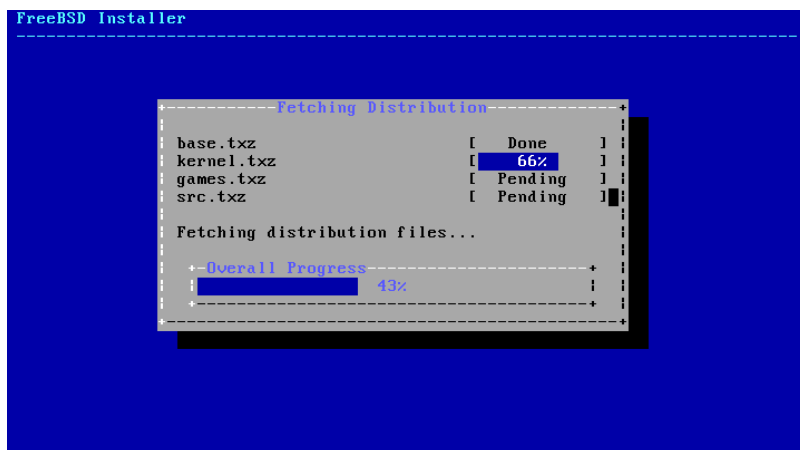 FreeBSD Installer
Fetching Distribution
base.txz [ Done ]
kernel.txz [ 66% ]
games.txz [ Pending ]
src.txz [ Pending ]
Fetching distribution files...
Overall Progress
43%